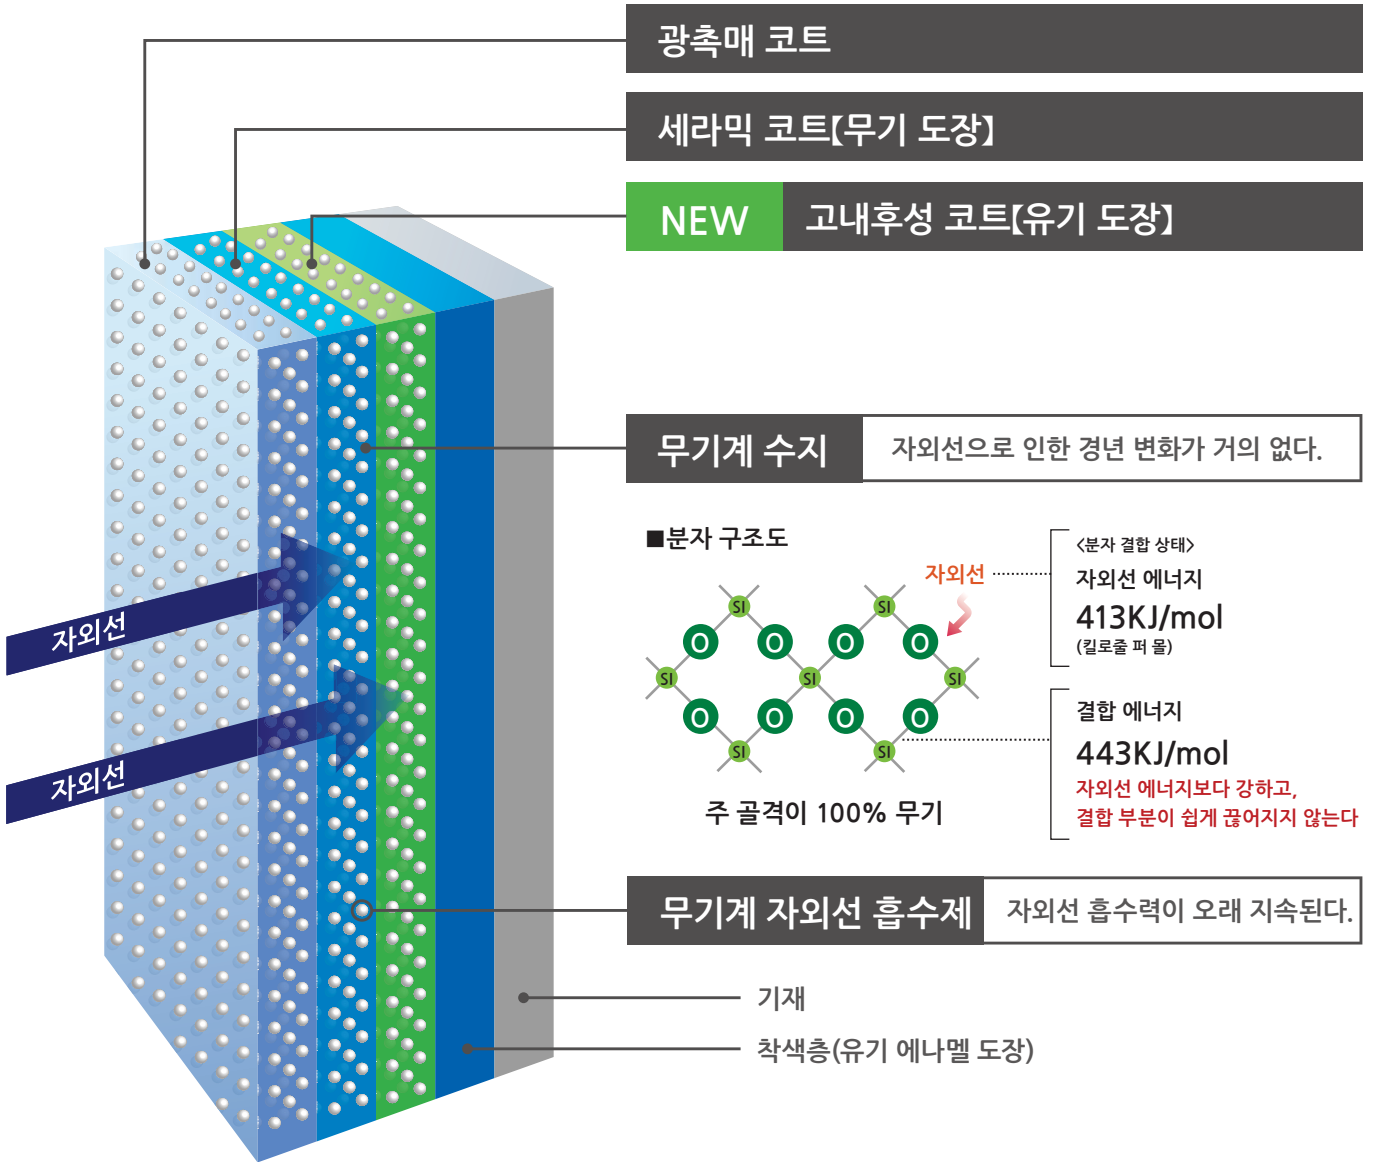 광촉매 코트
세라믹 코트【무기 도장】
NEW 고내후성 코트【유기 도장】
무기계 수지 자외선으로 인한 경년 변화가 거의 없다.
■분자 구조도
자외선
<분자 결합 상태>
자외선 에너지
413KJ/mol
(킬로줄 퍼 몰)
SI SI
O O O O
SI SI SI
O O O O
SI SI
결합 에너지
443KJ/mol
자외선 에너지보다 강하고,
결합 부분이 쉽게 끊어지지 않는다
주 골격이 100% 무기
자외선
자외선
무기계 자외선 흡수제 자외선 흡수력이 오래 지속된다.
기재
착색층(유기 에나멜 도장)